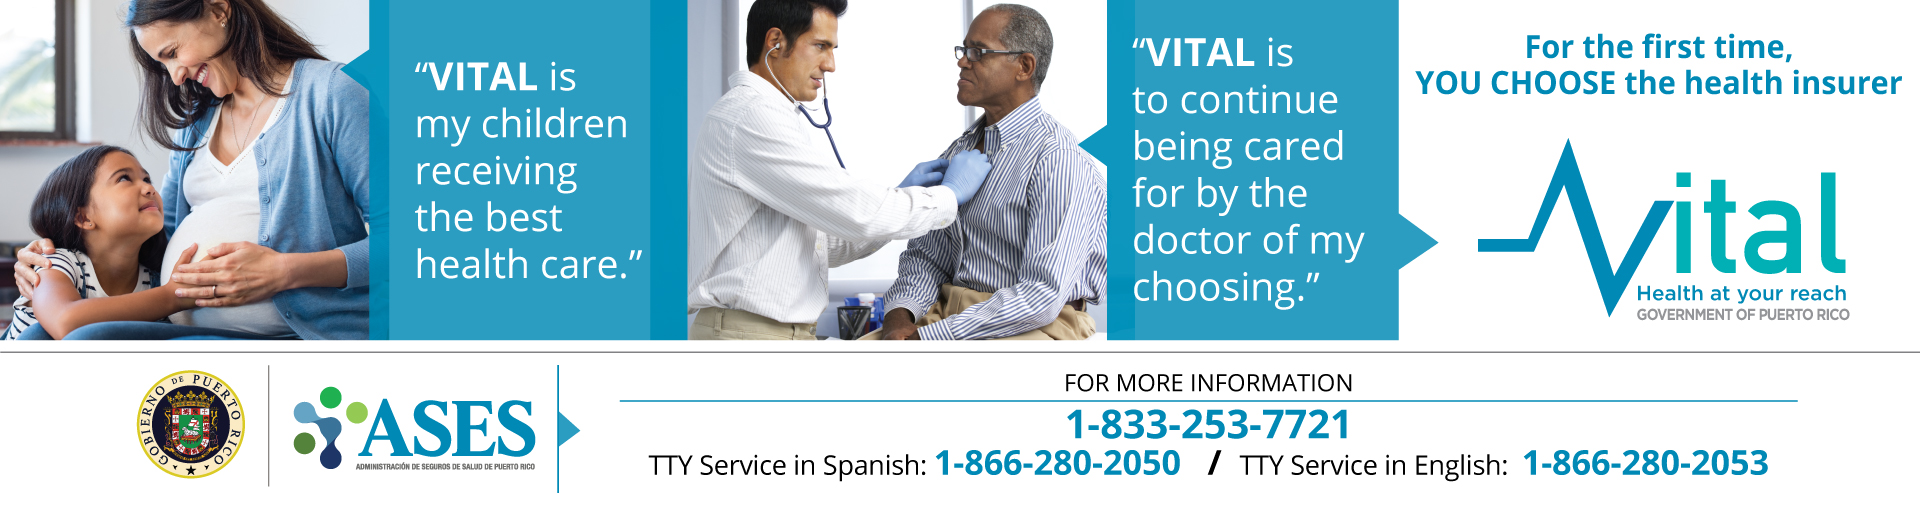 “VITAL is
my children
receiving
the best
health care.”
“VITAL is
to continue
being cared
for by the
doctor of my
choosing.”
For the first time,
YOU CHOOSE the health insurer
Vital
Health at your reach
GOVERNMENT OF PUERTO RICO
GOBIERNO DE PUERTO RICO
ASES
ADMINISTRACIÓN DE SEGUROS DE SALUD DE PUERTO RICO
FOR MORE INFORMATION
1-833-253-7721
TTY Service in Spanish: 1-866-280-2050 / TTY Service in English: 1-866-280-2053